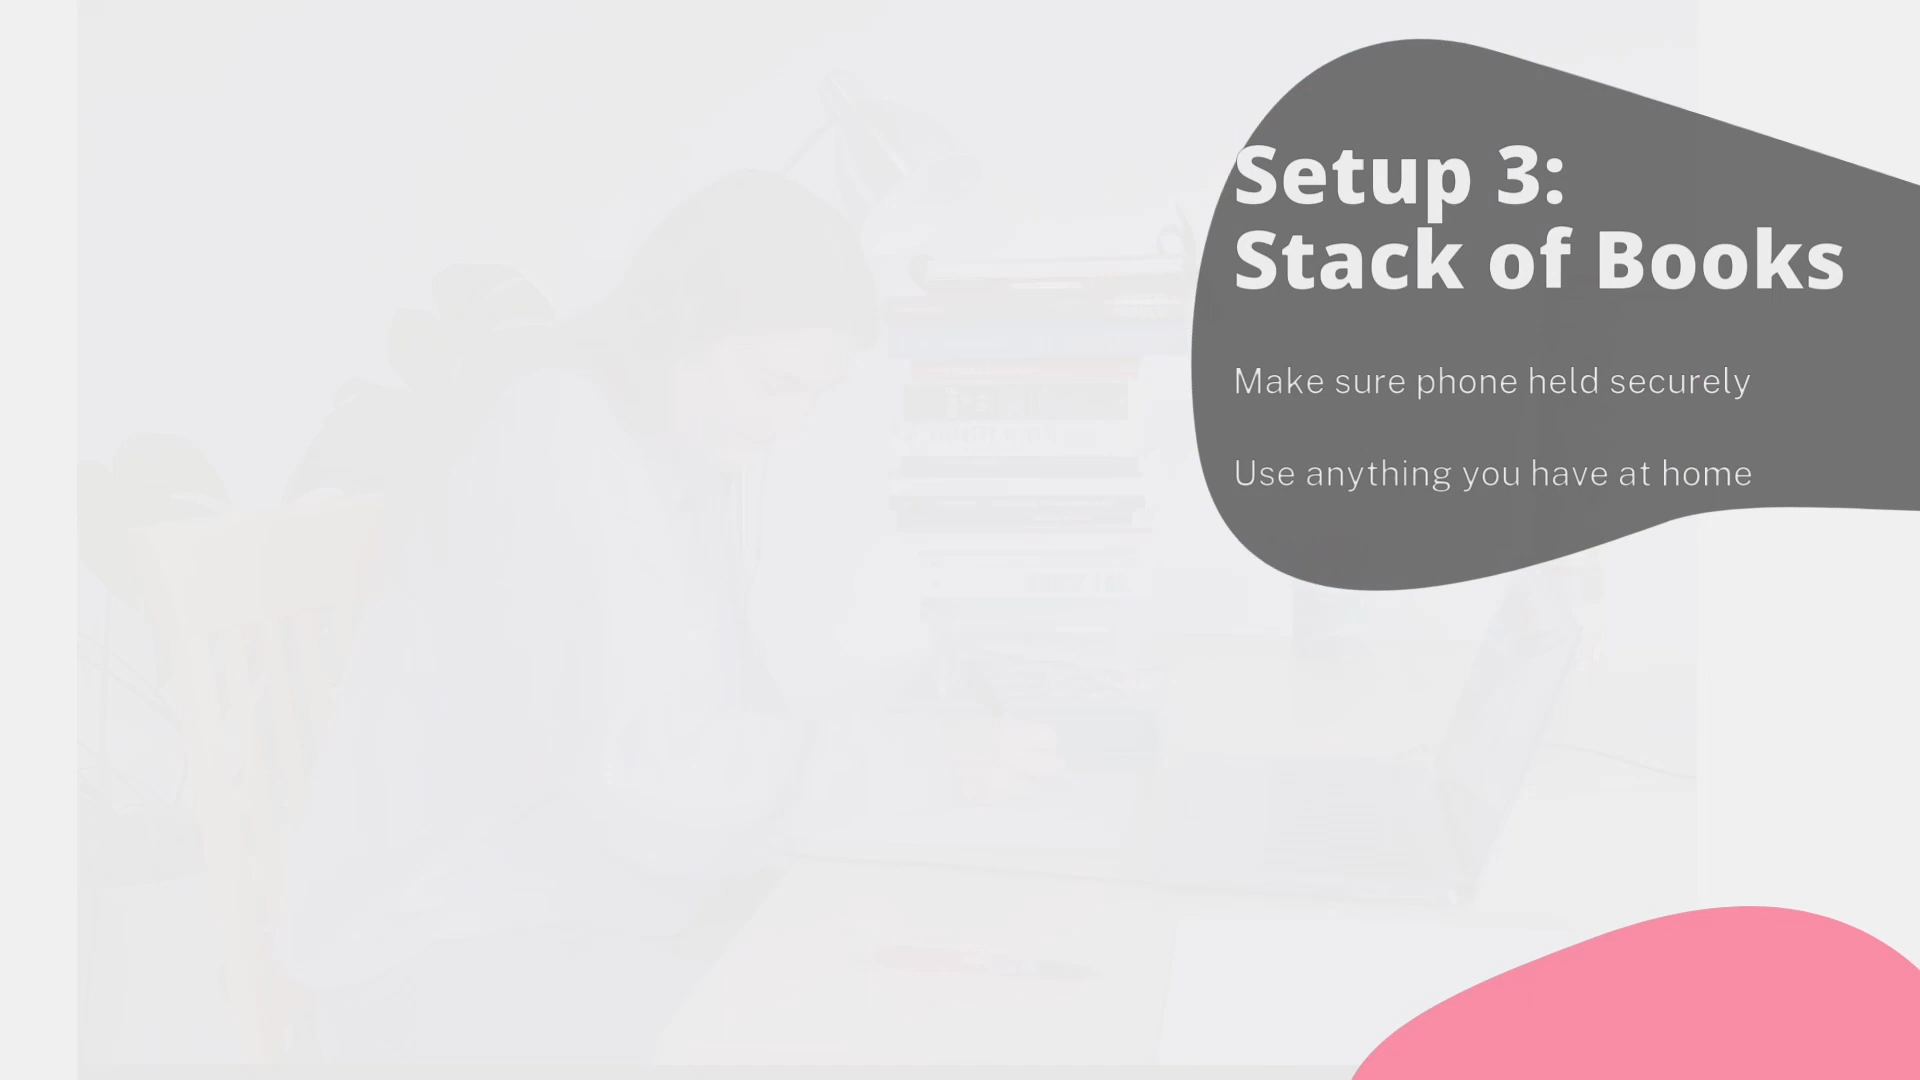 Setup 3:
Stack of Books
Make sure phone held securely
Use anything you have at home